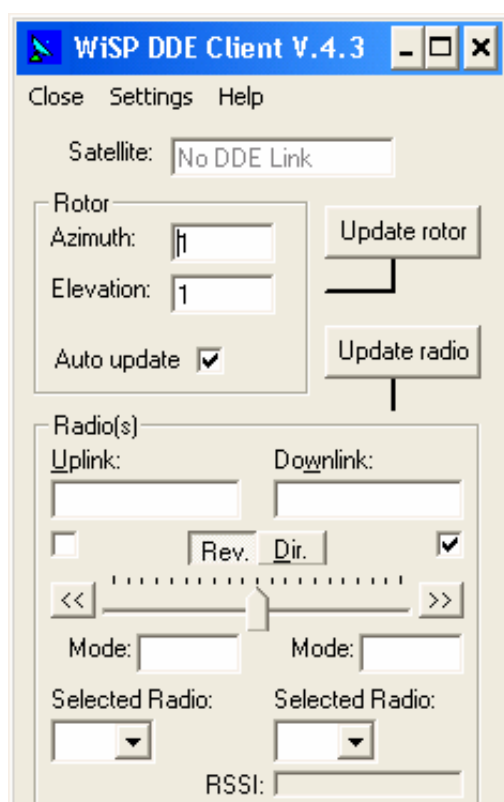 WiSP DDE Client V.4.3
Close Settings Help
Satellite: No DDE Link
Rotor
Azimuth: 1
Update rotor
Elevation: 1
Auto update
Update radio
Radio(s)
Uplink: Downlink:
Rev. Dir.
<< >>
Mode: Mode:
Selected Radio: Selected Radio:
RSSI: